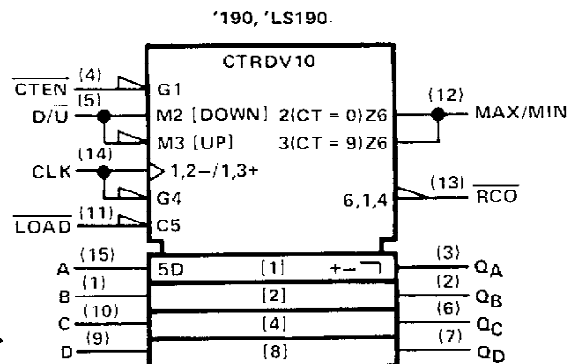 '190, 'LS190
CTRDIV10
CTEN (4) G1
D/U (5) M2 [DOWN] 2(CT = 0)Z6 (12) MAX/MIN
M3 [UP] 3(CT = 9)Z6
CLK (14) 1,2−/1,3+
G4 6,1,4 (13) RCO
LOAD (11) C5
A (15) 5D [1] +− (3) QA
B (1) [2] (2) QB
C (10) [4] (6) QC
D (9) [8] (7) QD